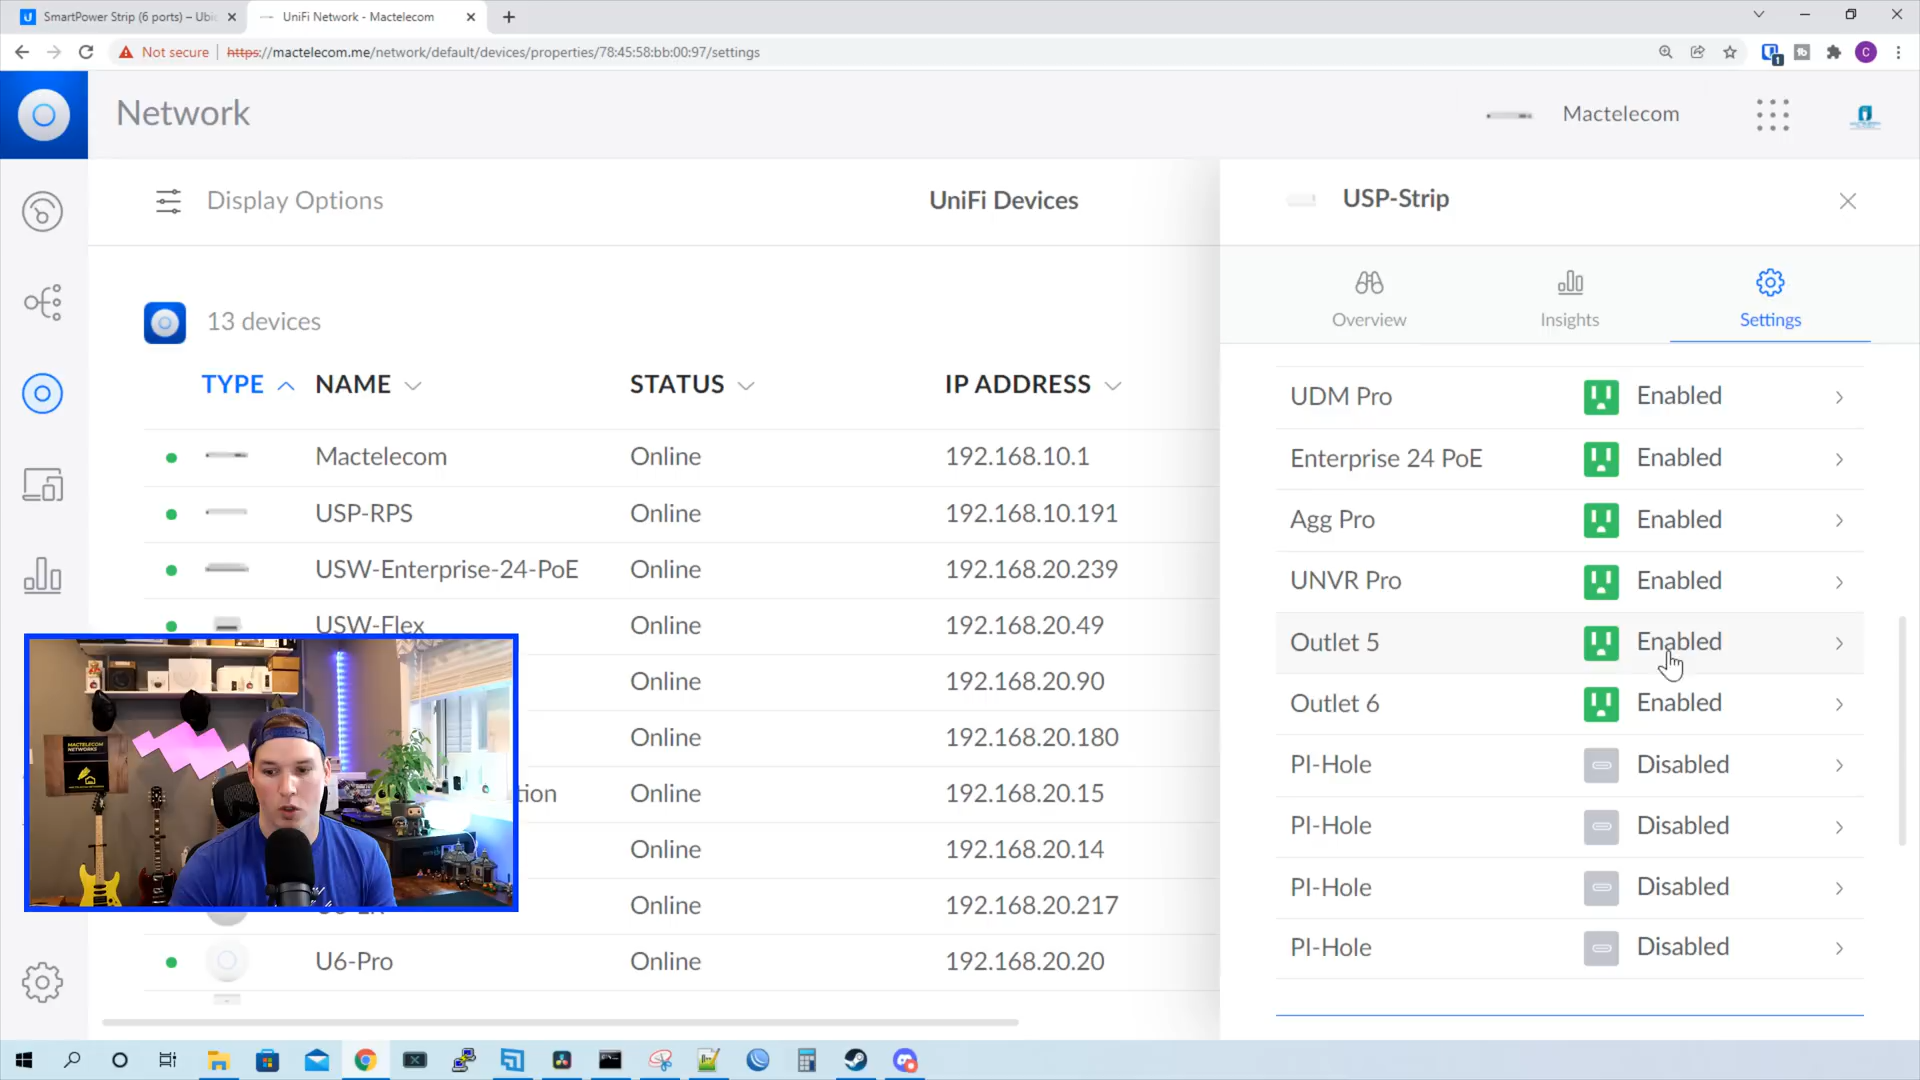 SmartPower Strip (6 ports) – Ubi
UniFi Network - Mactelecom
Not secure
https://mactelecom.me/network/default/devices/properties/78:45:58:bb:00:97/settings
1
C
Network
Mactelecom
Display Options
UniFi Devices
USP-Strip
Overview
Insights
Settings
13 devices
TYPE NAME STATUS IP ADDRESS
Mactelecom Online 192.168.10.1
USP-RPS Online 192.168.10.191
USW-Enterprise-24-PoE Online 192.168.20.239
USW-Flex Online 192.168.20.49
Online 192.168.20.90
Online 192.168.20.180
tion Online 192.168.20.15
Online 192.168.20.14
Online 192.168.20.217
U6-Pro Online 192.168.20.20
UDM Pro Enabled
Enterprise 24 PoE Enabled
Agg Pro Enabled
UNVR Pro Enabled
Outlet 5 Enabled
Outlet 6 Enabled
PI-Hole Disabled
PI-Hole Disabled
PI-Hole Disabled
PI-Hole Disabled
MACTELECOM
NETWORKS